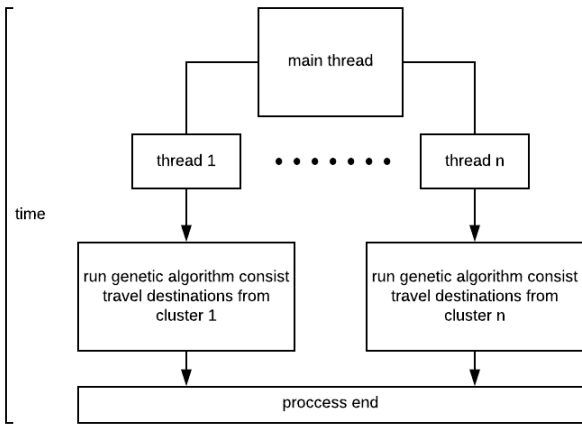 main thread
thread 1
thread n
time
run genetic algorithm consist
travel destinations from
cluster 1
run genetic algorithm consist
travel destinations from
cluster n
proccess end